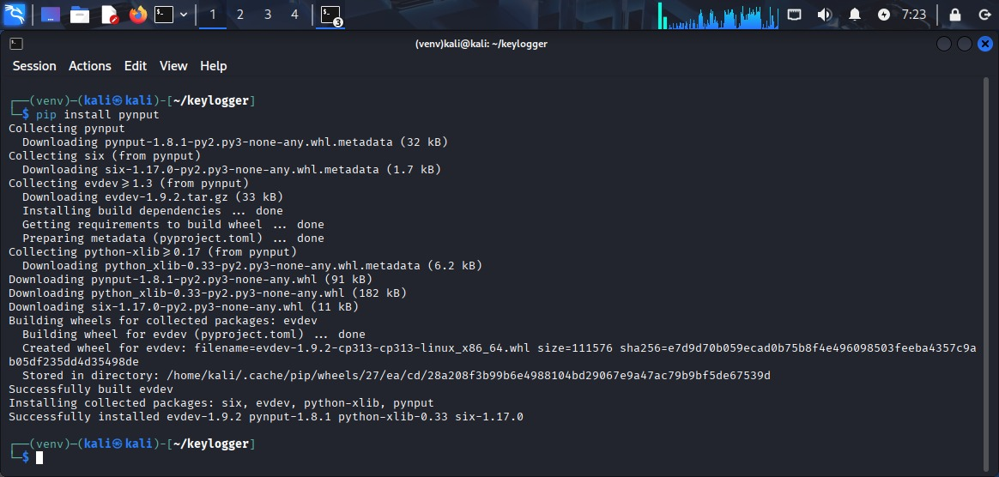 1 2 3 4
3
7:23
(venv)kali@kali: ~/keylogger
Session Actions Edit View Help
┌──(venv)─(kali㉿kali)-[~/keylogger]
└─$ pip install pynput
Collecting pynput
  Downloading pynput-1.8.1-py2.py3-none-any.whl.metadata (32 kB)
Collecting six (from pynput)
  Downloading six-1.17.0-py2.py3-none-any.whl.metadata (1.7 kB)
Collecting evdev>=1.3 (from pynput)
  Downloading evdev-1.9.2.tar.gz (33 kB)
  Installing build dependencies ... done
  Getting requirements to build wheel ... done
  Preparing metadata (pyproject.toml) ... done
Collecting python-xlib>=0.17 (from pynput)
  Downloading python_xlib-0.33-py2.py3-none-any.whl.metadata (6.2 kB)
Downloading pynput-1.8.1-py2.py3-none-any.whl (91 kB)
Downloading python_xlib-0.33-py2.py3-none-any.whl (182 kB)
Downloading six-1.17.0-py2.py3-none-any.whl (11 kB)
Building wheels for collected packages: evdev
  Building wheel for evdev (pyproject.toml) ... done
  Created wheel for evdev: filename=evdev-1.9.2-cp313-cp313-linux_x86_64.whl size=111576 sha256=e7d9d70b059ecad0b75b8f4e496098503feeba4357c9a
b05df235dd4d35498de
  Stored in directory: /home/kali/.cache/pip/wheels/27/ea/cd/28a208f3b99b6e4988104bd29067e9a47ac79b9bf5de67539d
Successfully built evdev
Installing collected packages: six, evdev, python-xlib, pynput
Successfully installed evdev-1.9.2 pynput-1.8.1 python-xlib-0.33 six-1.17.0
┌──(venv)─(kali㉿kali)-[~/keylogger]
└─$